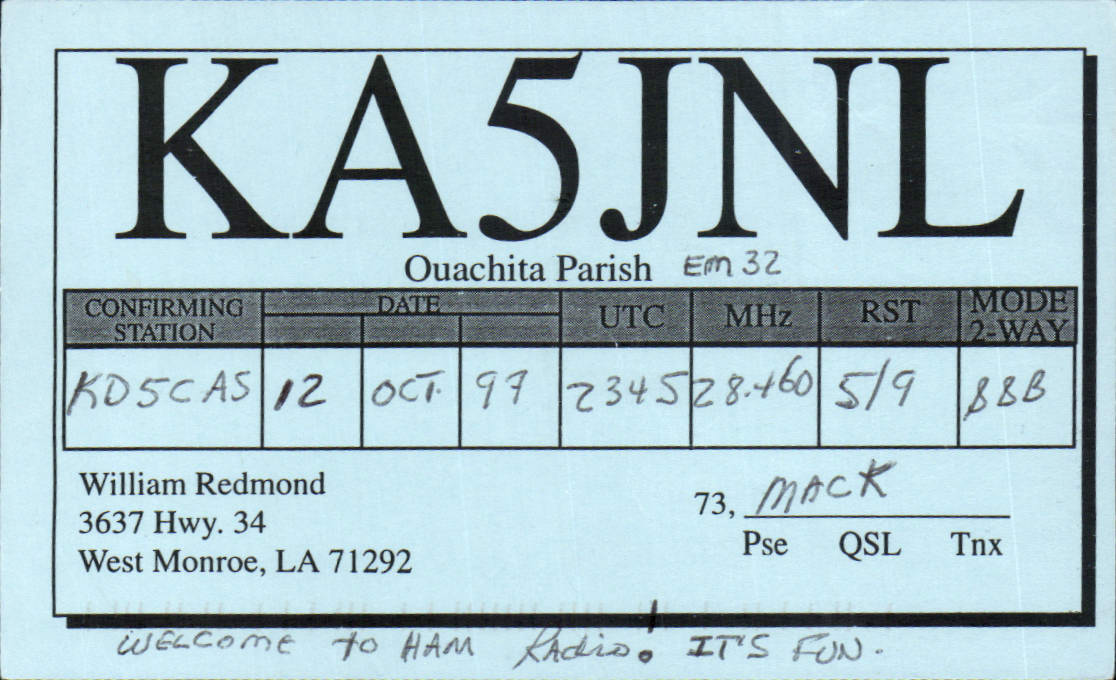 KA5JNL
Ouachita Parish EM 32
CONFIRMING STATION DATE UTC MHz RST MODE 2-WAY
KD5CAS 12 OCT. 97 2345 28.460 5/9 SSB
William Redmond
3637 Hwy. 34
West Monroe, LA 71292
73, MACK
Pse QSL Tnx
WELCOME to HAM Radio! IT'S FUN.